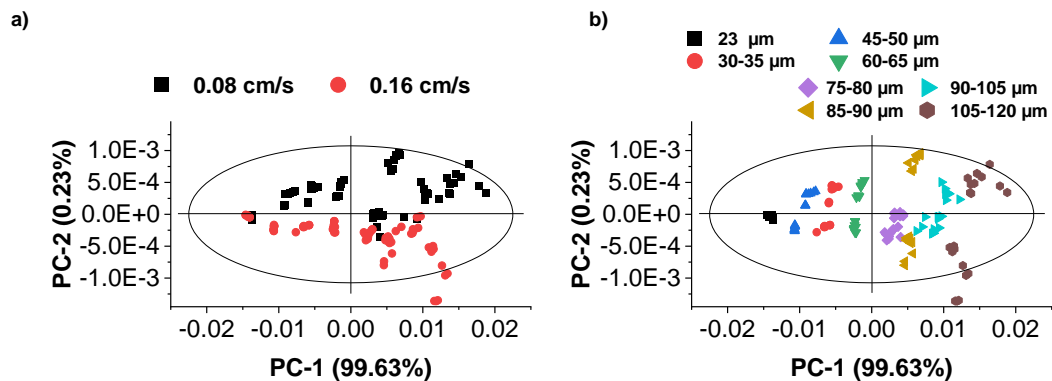 a)
0.08 cm/s
0.16 cm/s
1.0E-3
5.0E-4
0.0E+0
-5.0E-4
-1.0E-3
PC-2 (0.23%)
-0.02 -0.01 0.00 0.01 0.02
PC-1 (99.63%)
b)
23 µm
45-50 µm
30-35 µm
60-65 µm
75-80 µm
90-105 µm
85-90 µm
105-120 µm
1.0E-3
5.0E-4
0.0E+0
-5.0E-4
-1.0E-3
PC-2 (0.23%)
-0.02 -0.01 0.00 0.01 0.02
PC-1 (99.63%)